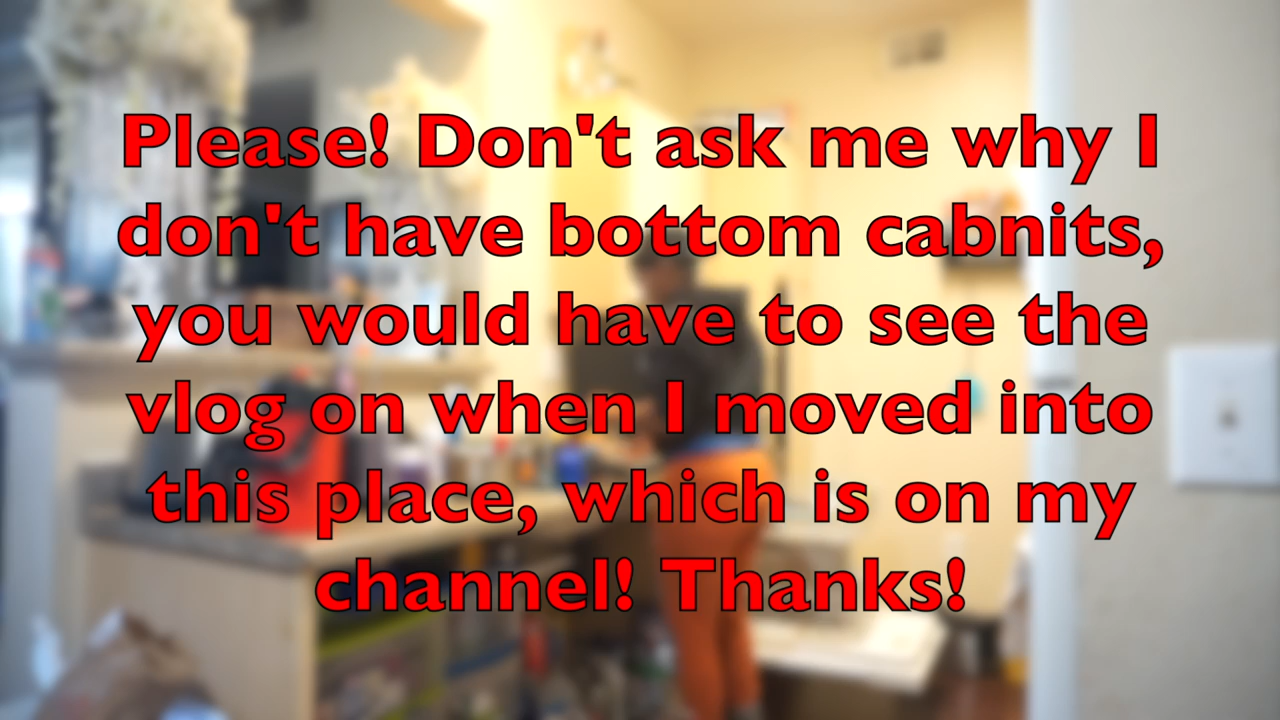 Please! Don't ask me why I
don't have bottom cabnits,
you would have to see the
vlog on when I moved into
this place, which is on my
channel! Thanks!